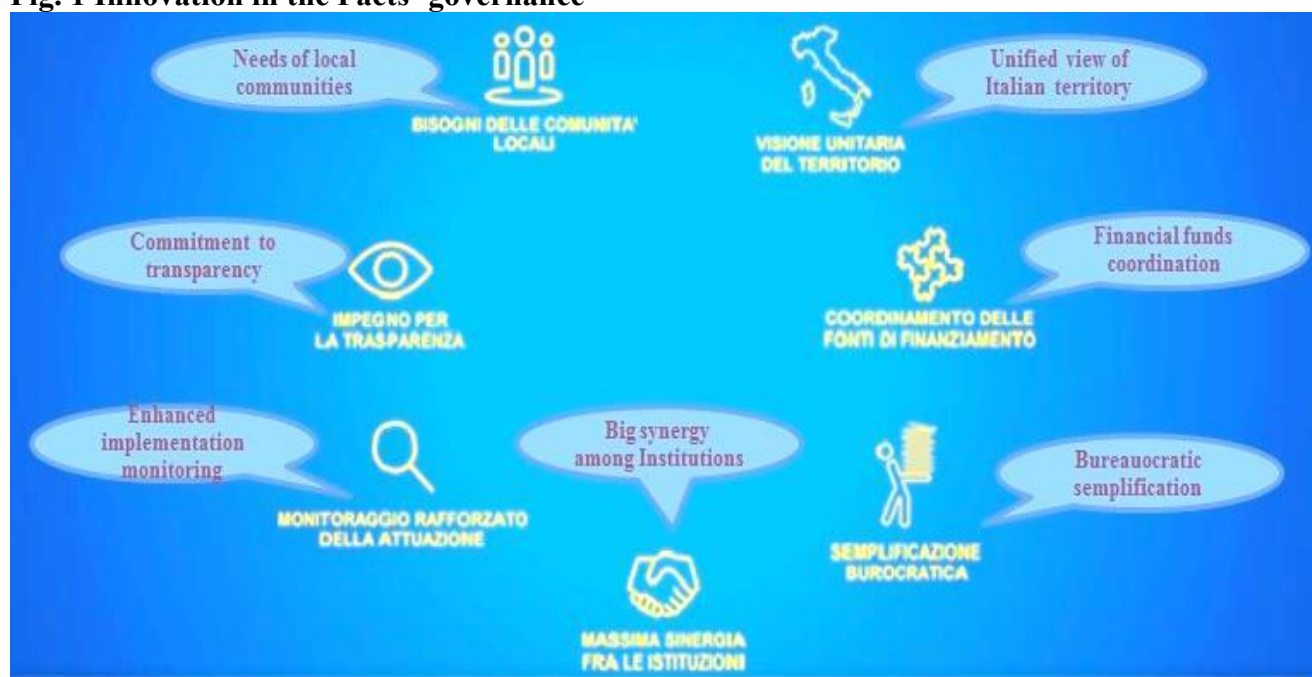 Fig. 1 Innovation in the governance
Needs of local
communities
BISOGNI DELLE COMUNITA'
LOCALI
Unified view of
Italian territory
VISIONE UNITARIA
DEL TERRITORIO
Commitment to
transparency
IMPEGNO PER
LA TRASPARENZA
Financial funds
coordination
COORDINAMENTO DELLE
FONTI DI FINANZIAMENTO
Enhanced
implementation
monitoring
MONITORAGGIO RAFFORZATO
DELLA ATTUAZIONE
Big synergy
among Institutions
MASSIMA SINERGIA
FRA LE ISTITUZIONI
Bureauocratic
semplification
SEMPLIFICAZIONE
BUROCRATICA